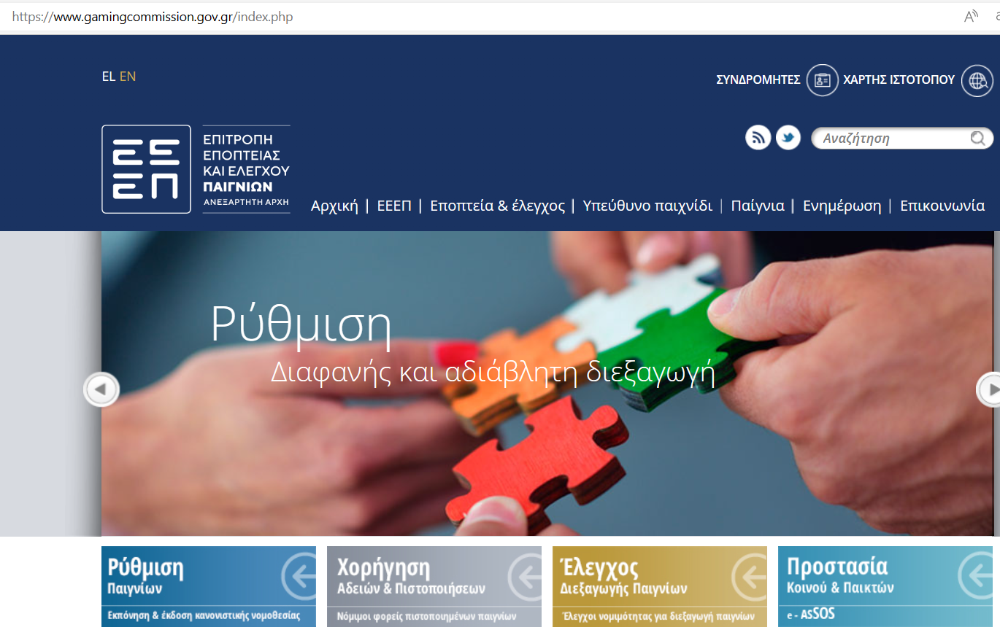 https://www.gamingcommission.gov.gr/index.php
EL EN
ΣΥΝΔΡΟΜΗΤΕΣ ΧΑΡΤΗΣ ΙΣΤΟΤΟΠΟΥ
Αναζήτηση
ΕΕΕΠ
ΕΠΙΤΡΟΠΗ
ΕΠΟΠΤΕΙΑΣ
ΚΑΙ ΕΛΕΓΧΟΥ
ΠΑΙΓΝΙΩΝ
ΑΝΕΞΑΡΤΗΤΗ ΑΡΧΗ
Αρχική | ΕΕΕΠ | Εποπτεία & έλεγχος | Υπεύθυνο παιχνίδι | Παίγνια | Ενημέρωση | Επικοινωνία
Ρύθμιση
Διαφανής και αδιάβλητη διεξαγωγή
Ρύθμιση
Παιγνίων
Εκπόνηση & έκδοση κανονιστικής νομοθεσίας
Χορήγηση
Αδειών & Πιστοποιήσεων
Νόμιμοι φορείς πιστοποιημένων παιγνίων
Έλεγχος
Διεξαγωγής Παιγνίων
Έλεγχοι νομιμότητας για διεξαγωγή παιγνίων
Προστασία
Κοινού & Παικτών
e - AsSOS